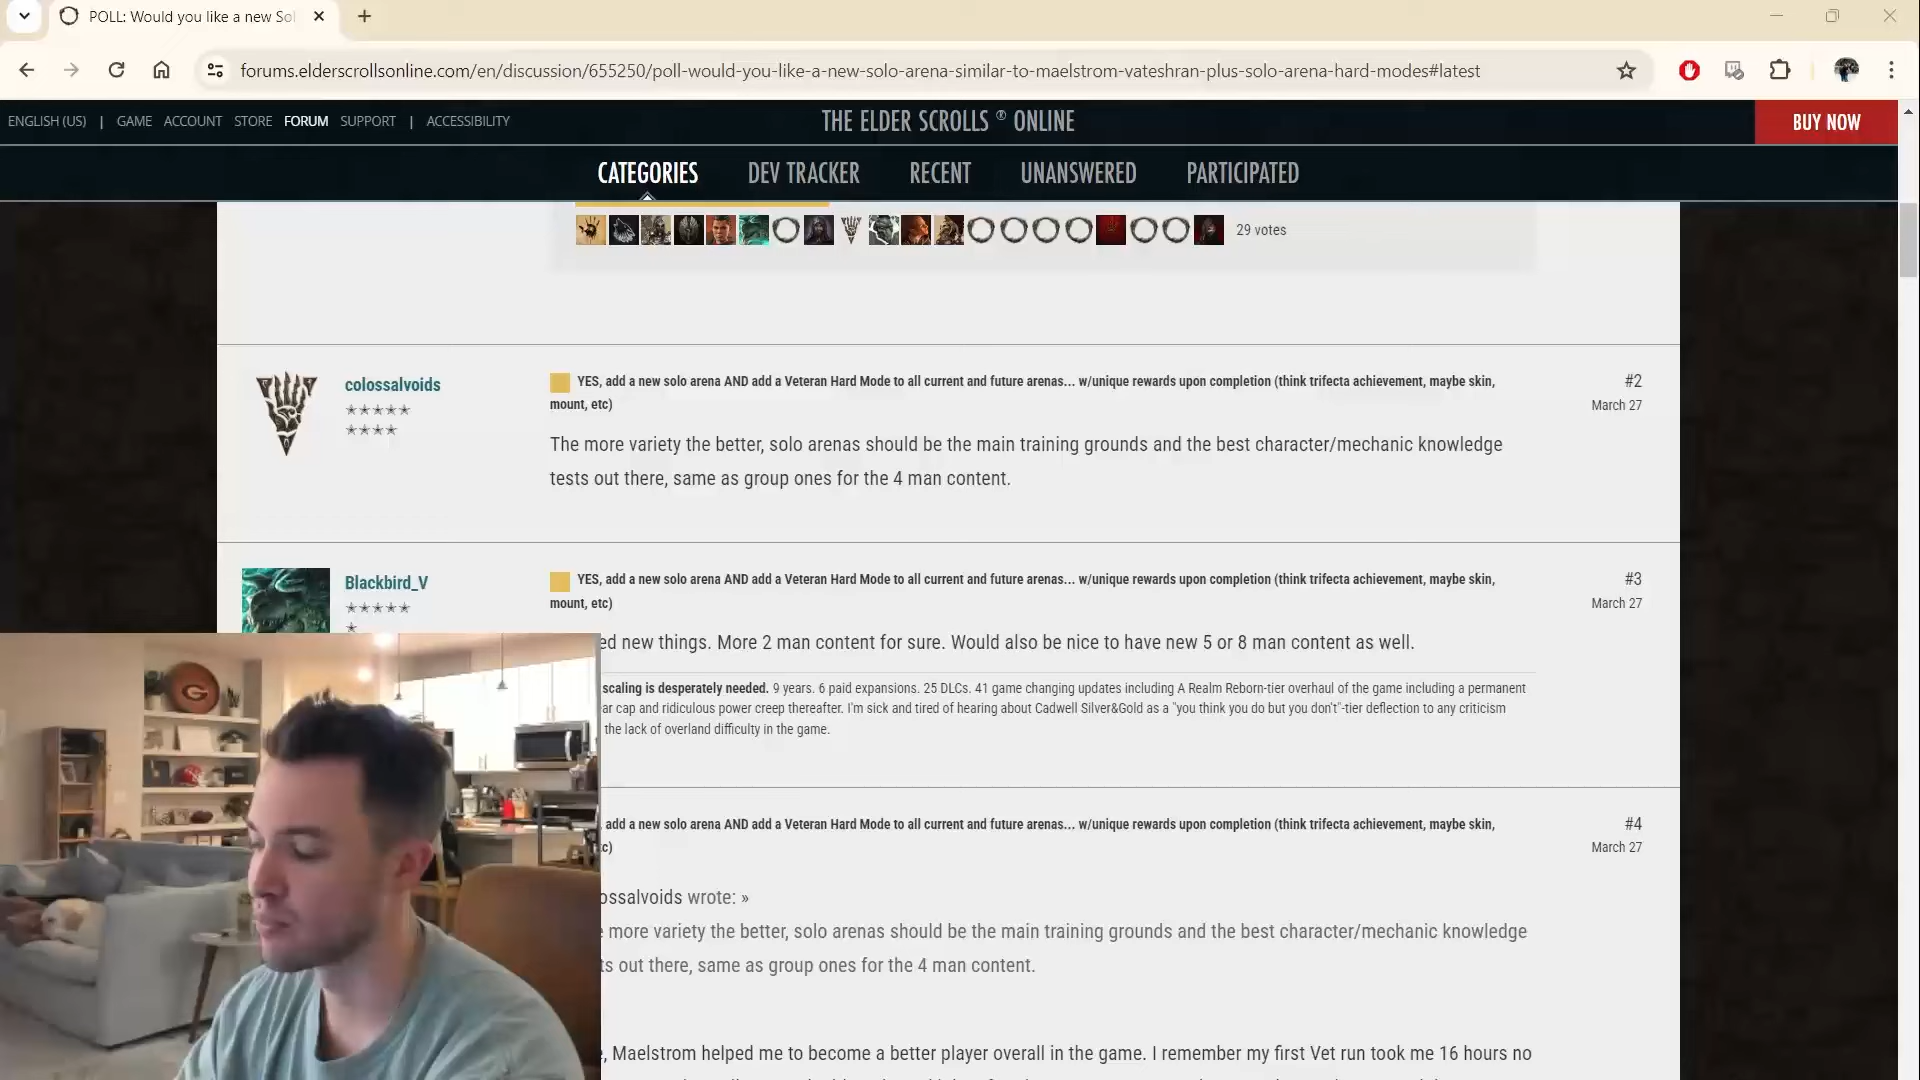 POLL: Would you like a new Sol
forums.elderscrollsonline.com/en/discussion/655250/poll-would-you-like-a-new-solo-arena-similar-to-maelstrom-vateshran-plus-solo-arena-hard-modes#latest
ENGLISH (US) | GAME ACCOUNT STORE FORUM SUPPORT | ACCESSIBILITY
THE ELDER SCROLLS ® ONLINE
BUY NOW
CATEGORIES DEV TRACKER RECENT UNANSWERED PARTICIPATED
29 votes
colossalvoids
YES, add a new solo arena AND add a Veteran Hard Mode to all current and future arenas... w/unique rewards upon completion (think trifecta achievement, maybe skin,
mount, etc)
#2
March 27
The more variety the better, solo arenas should be the main training grounds and the best character/mechanic knowledge
tests out there, same as group ones for the 4 man content.
Blackbird_V
YES, add a new solo arena AND add a Veteran Hard Mode to all current and future arenas... w/unique rewards upon completion (think trifecta achievement, maybe skin,
mount, etc)
#3
March 27
ed new things. More 2 man content for sure. Would also be nice to have new 5 or 8 man content as well.
scaling is desperately needed. 9 years. 6 paid expansions. 25 DLCs. 41 game changing updates including A Realm Reborn-tier overhaul of the game including a permanent
ar cap and ridiculous power creep thereafter. I'm sick and tired of hearing about Cadwell Silver&Gold as a "you think you do but you don't"-tier deflection to any criticism
the lack of overland difficulty in the game.
add a new solo arena AND add a Veteran Hard Mode to all current and future arenas... w/unique rewards upon completion (think trifecta achievement, maybe skin,
tc)
#4
March 27
ossalvoids wrote: »
more variety the better, solo arenas should be the main training grounds and the best character/mechanic knowledge
ts out there, same as group ones for the 4 man content.
, Maelstrom helped me to become a better player overall in the game. I remember my first Vet run took me 16 hours no